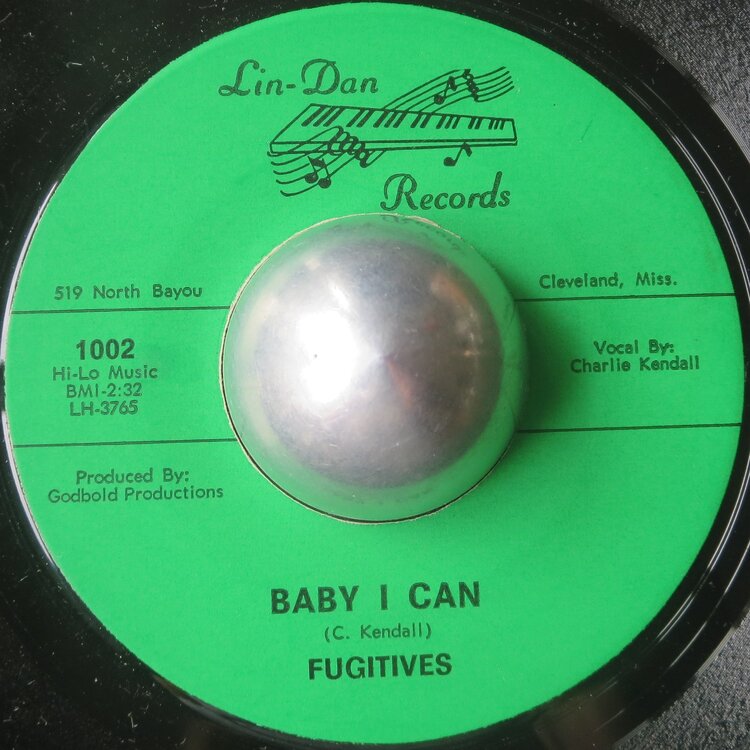 Lin-Dan
Records
519 North Bayou
Cleveland, Miss.
1002
Hi-Lo Music
BMI-2:32
LH-3765
Vocal By:
Charlie Kendall
Produced By:
Godbold Productions
BABY I CAN
(C. Kendall)
FUGITIVES